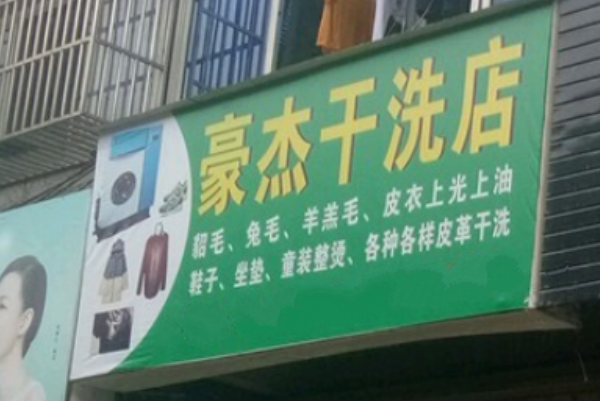 豪杰干洗店
貂毛、兔毛、羊羔毛、皮衣上光上油
鞋子、坐垫、童装整烫、各种各样皮革干洗